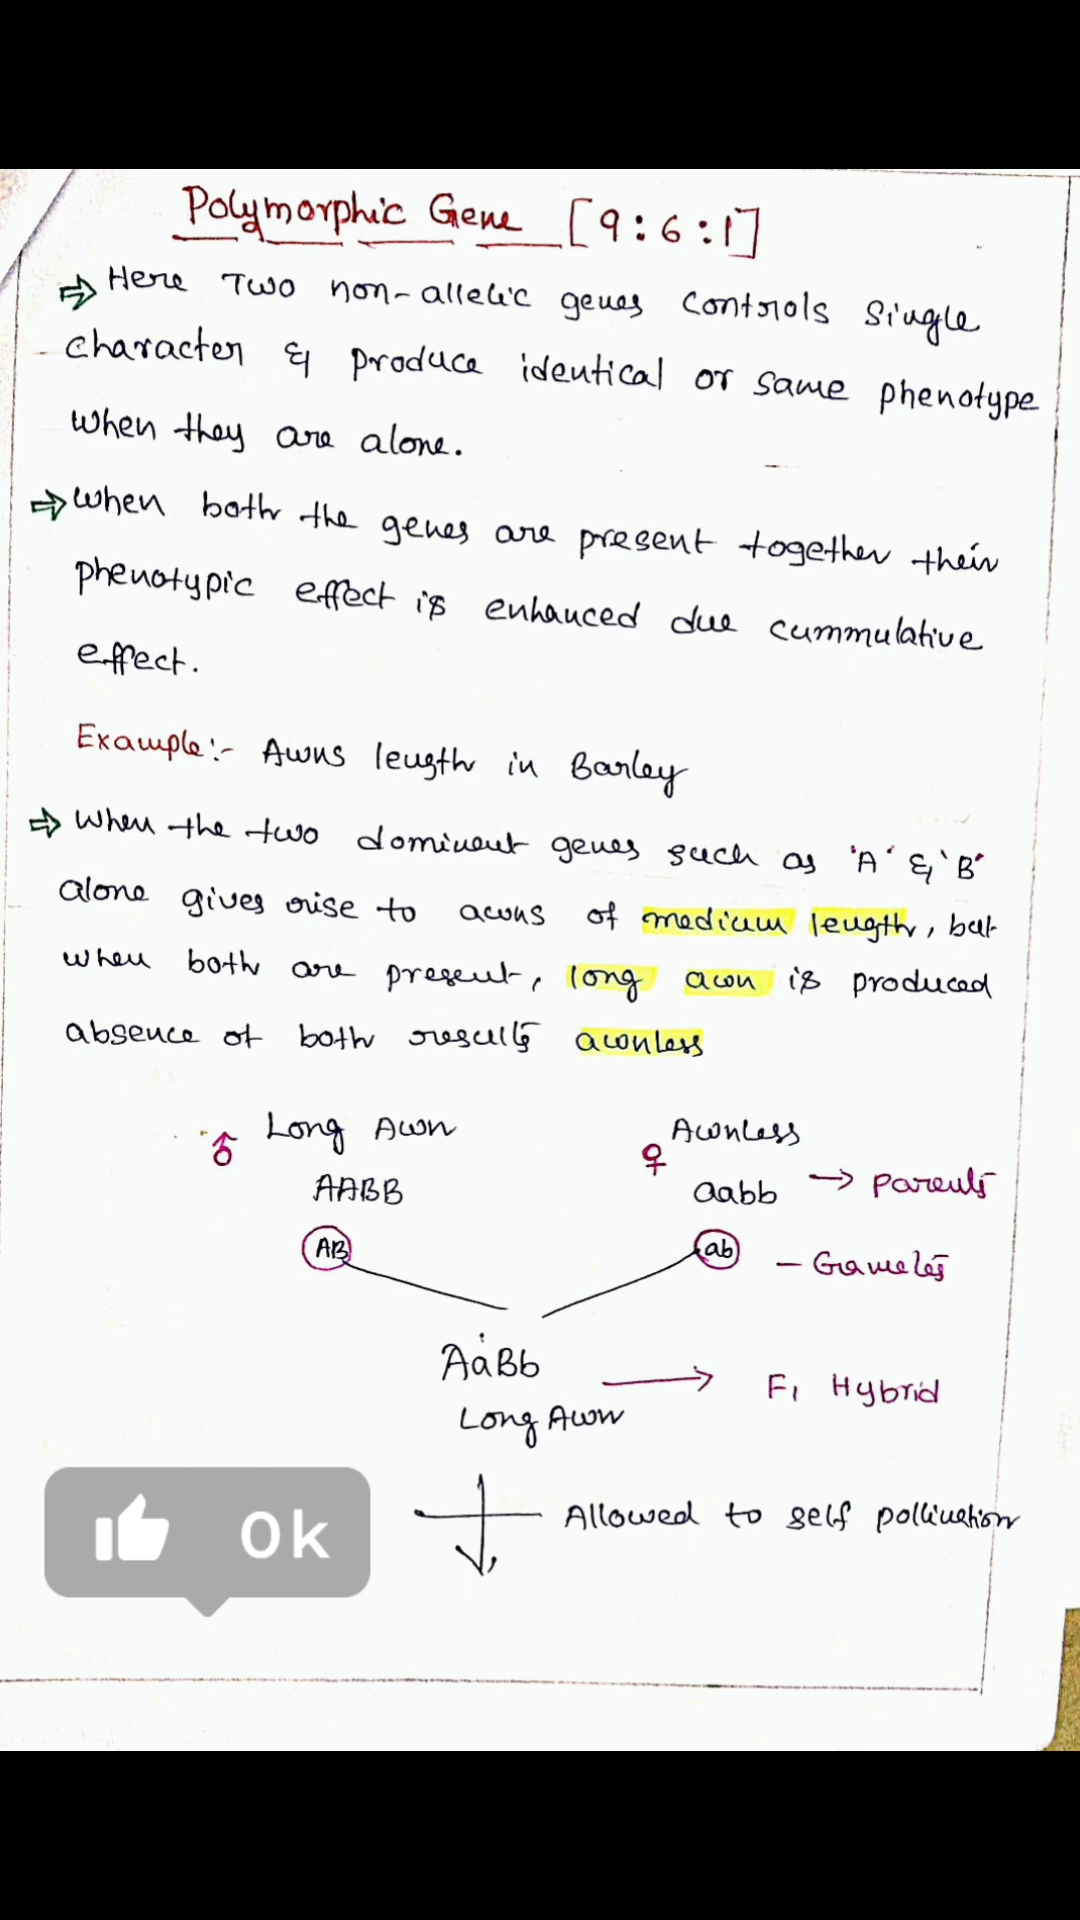 Polymorphic Gene [9:6:1]
⇒ Here Two non-allelic genes controls single
character & produce identical or same phenotype
when they are alone.
⇒ When both the genes are present together their
phenotypic effect is enhanced due cummulative
effect.
Example:- Awns length in Barley
⇒ When the two dominent genes such as 'A' & 'B'
alone gives rise to awns of medium length, but
when both are present, long awn is produced
absence of both results awnless
♂ Long Awn ♀ Awnless
AABB aabb → parents
AB ab - Gametes
AaBb → F1 Hybrid
Long Awn
Allowed to self pollination
0k